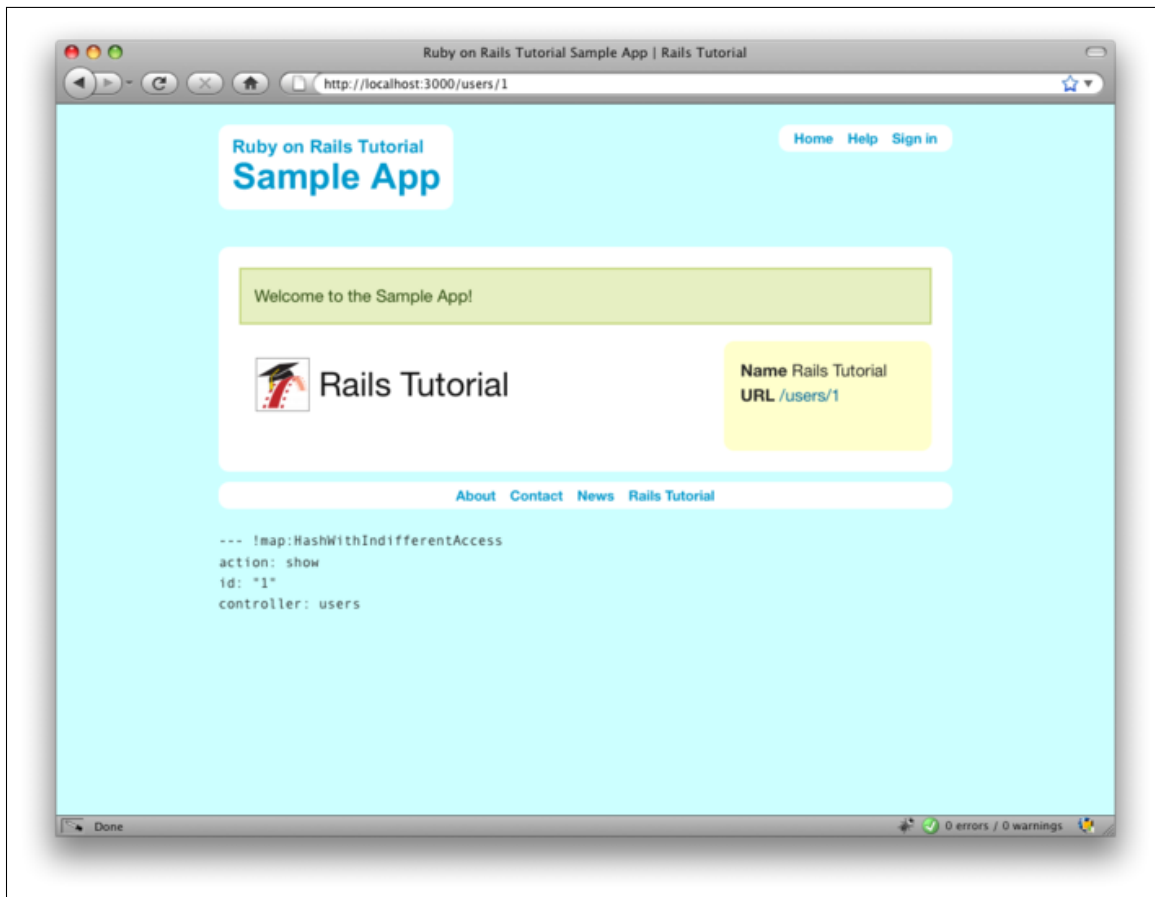 Ruby on Rails Tutorial Sample App | Rails Tutorial
http://localhost:3000/users/1
Ruby on Rails Tutorial
Sample App
Home Help Sign in
Welcome to the Sample App!
Rails Tutorial
Name Rails Tutorial
URL /users/1
About Contact News Rails Tutorial
--- !map:HashWithIndifferentAccess
action: show
id: "1"
controller: users
Done
0 errors / 0 warnings